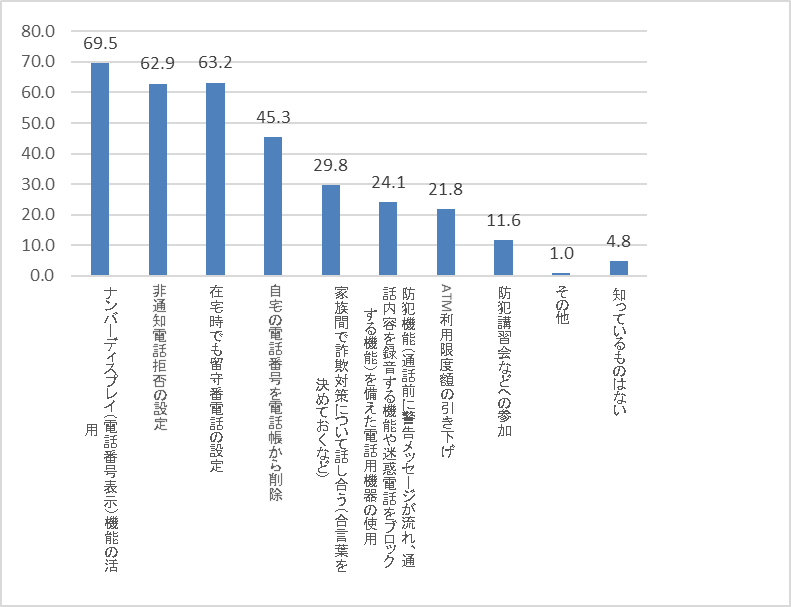 80.0
70.0
60.0
50.0
40.0
30.0
20.0
10.0
0.0
69.5
62.9
63.2
45.3
29.8
24.1
21.8
11.6
1.0
4.8
ナンバーディスプレイ(電話番号表示)機能の活
用
非通知電話拒否の設定
在宅時でも留守番電話の設定
自宅の電話番号を電話帳から削除
家族間で詐欺対策について話し合う(合言葉を
決めておくなど)
防犯機能(通話前に警告メッセージが流れ、通
話内容を録音する機能や迷惑電話をブロック
する機能)を備えた電話用機器の使用
ATM利用限度額の引き下げ
防犯講習会などへの参加
その他
知っているものはない